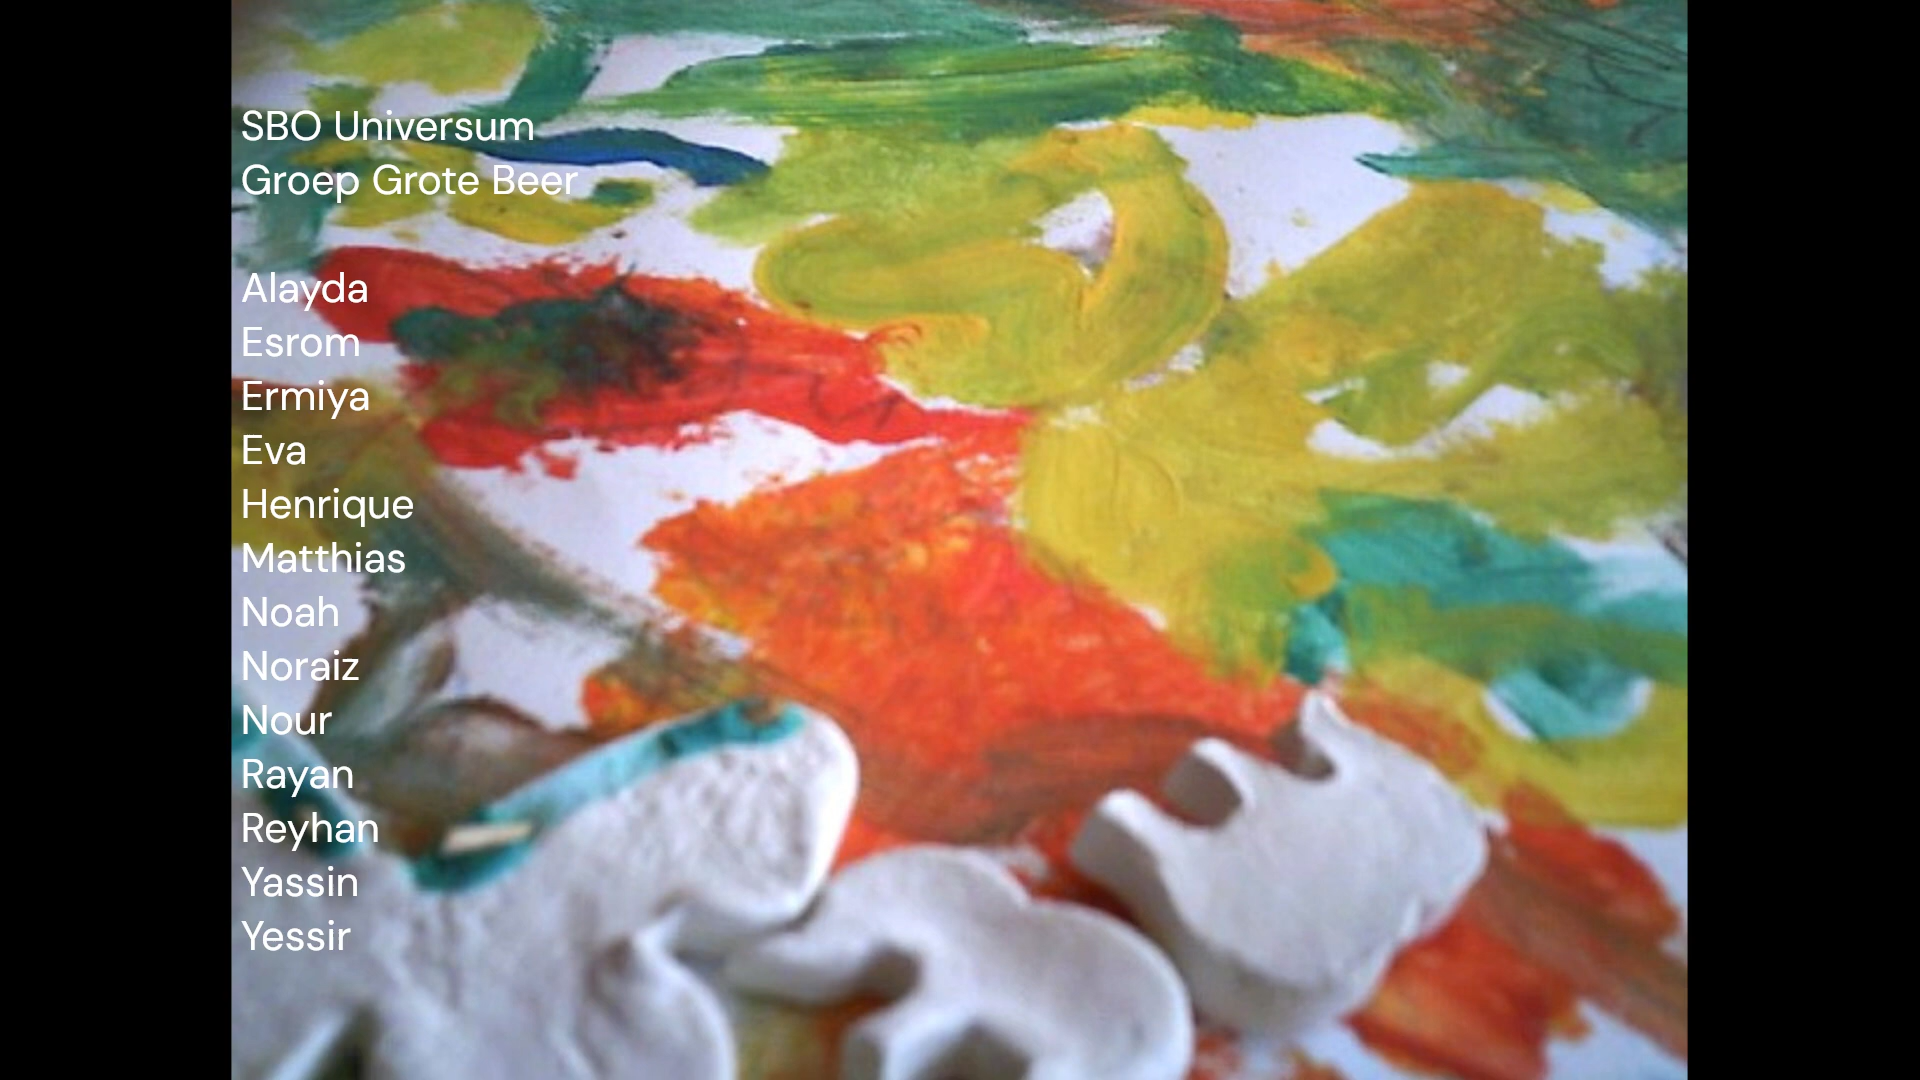 SBO Universum
Groep Grote Beer
Alayda
Esrom
Ermiya
Eva
Henrique
Matthias
Noah
Noraiz
Nour
Rayan
Reyhan
Yassin
Yessir